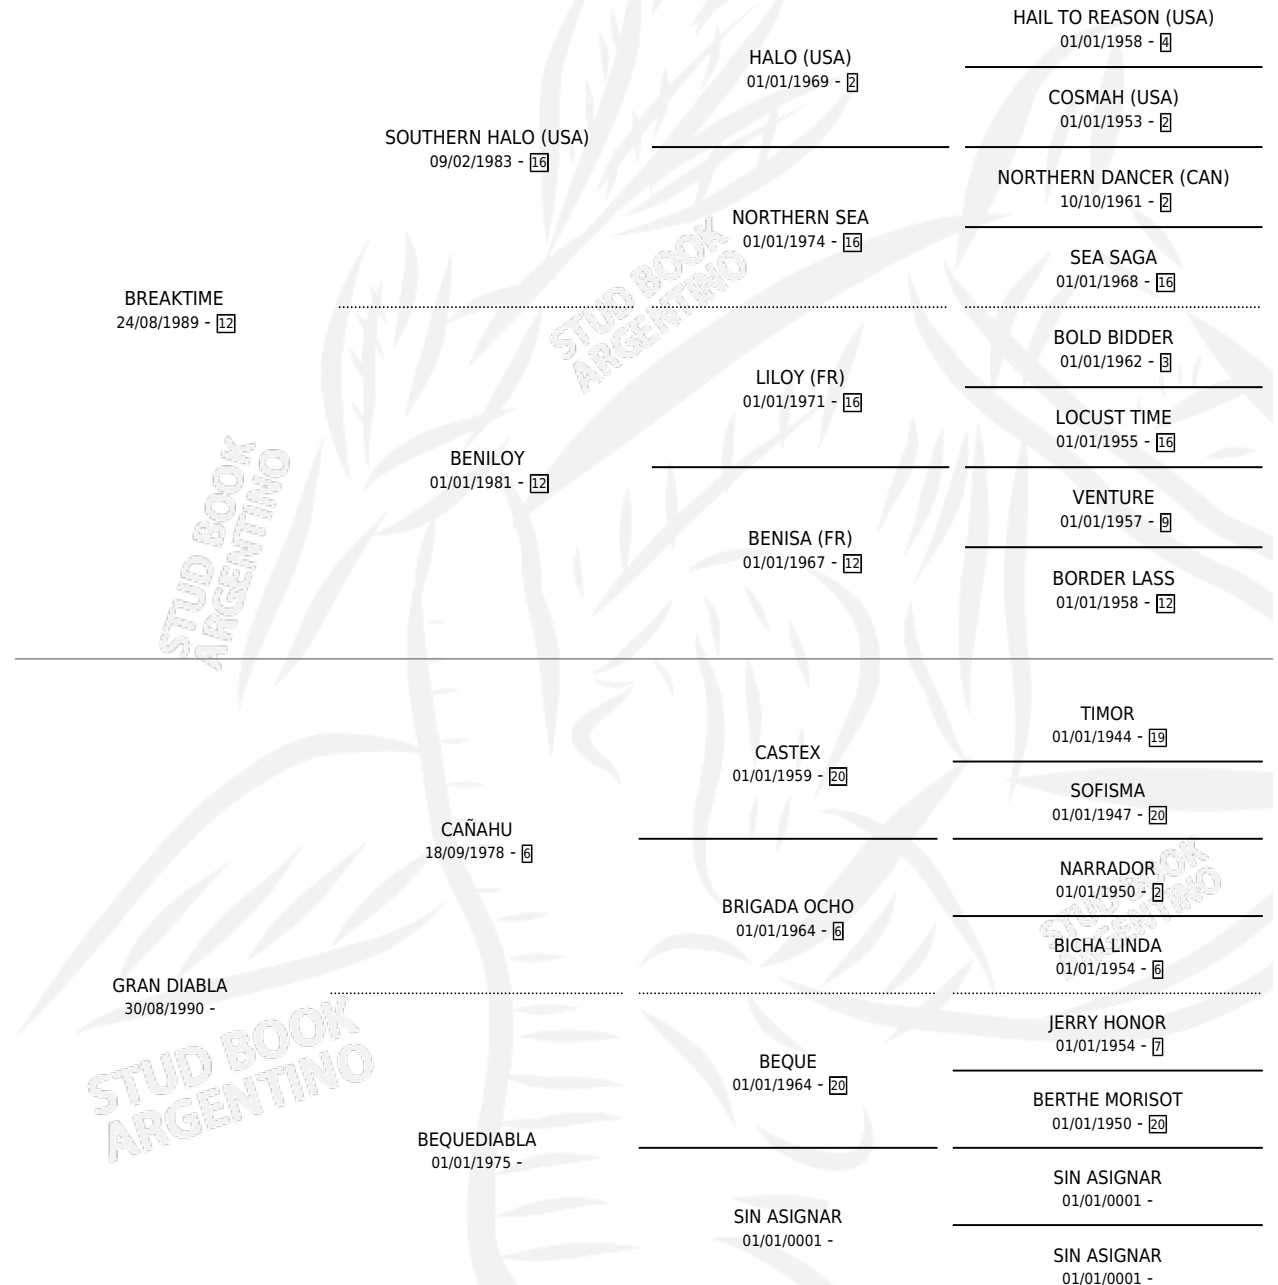 HAIL TO REASON (USA)
01/01/1958 - 4
HALO (USA)
01/01/1969 - 2
COSMAH (USA)
01/01/1953 - 2
SOUTHERN HALO (USA)
09/02/1983 - 16
NORTHERN DANCER (CAN)
10/10/1961 - 2
NORTHERN SEA
01/01/1974 - 16
SEA SAGA
01/01/1968 - 16
BREAKTIME
24/08/1989 - 12
STUD BOOK
ARGENTINO
BOLD BIDDER
01/01/1962 - 3
LILOY (FR)
01/01/1971 - 16
LOCUST TIME
01/01/1955 - 16
BENILOY
01/01/1981 - 12
VENTURE
01/01/1957 - 9
BENISA (FR)
01/01/1967 - 12
BORDER LASS
01/01/1958 - 12
STUD BOOK
ARGENTINO
TIMOR
01/01/1944 - 19
CASTEX
01/01/1959 - 20
SOFISMA
01/01/1947 - 20
CAÑAHU
18/09/1978 - 6
NARRADOR
01/01/1950 - 2
BRIGADA OCHO
01/01/1964 - 6
BICHA LINDA
01/01/1954 - 6
STUD BOOK
ARGENTINO
GRAN DIABLA
30/08/1990 -
JERRY HONOR
01/01/1954 - 7
BEQUE
01/01/1964 - 20
BERTHE MORISOT
01/01/1950 - 20
STUD BOOK
ARGENTINO
BEQUEDIABLA
01/01/1975 -
SIN ASIGNAR
01/01/0001 -
SIN ASIGNAR
01/01/0001 -
SIN ASIGNAR
01/01/0001 -